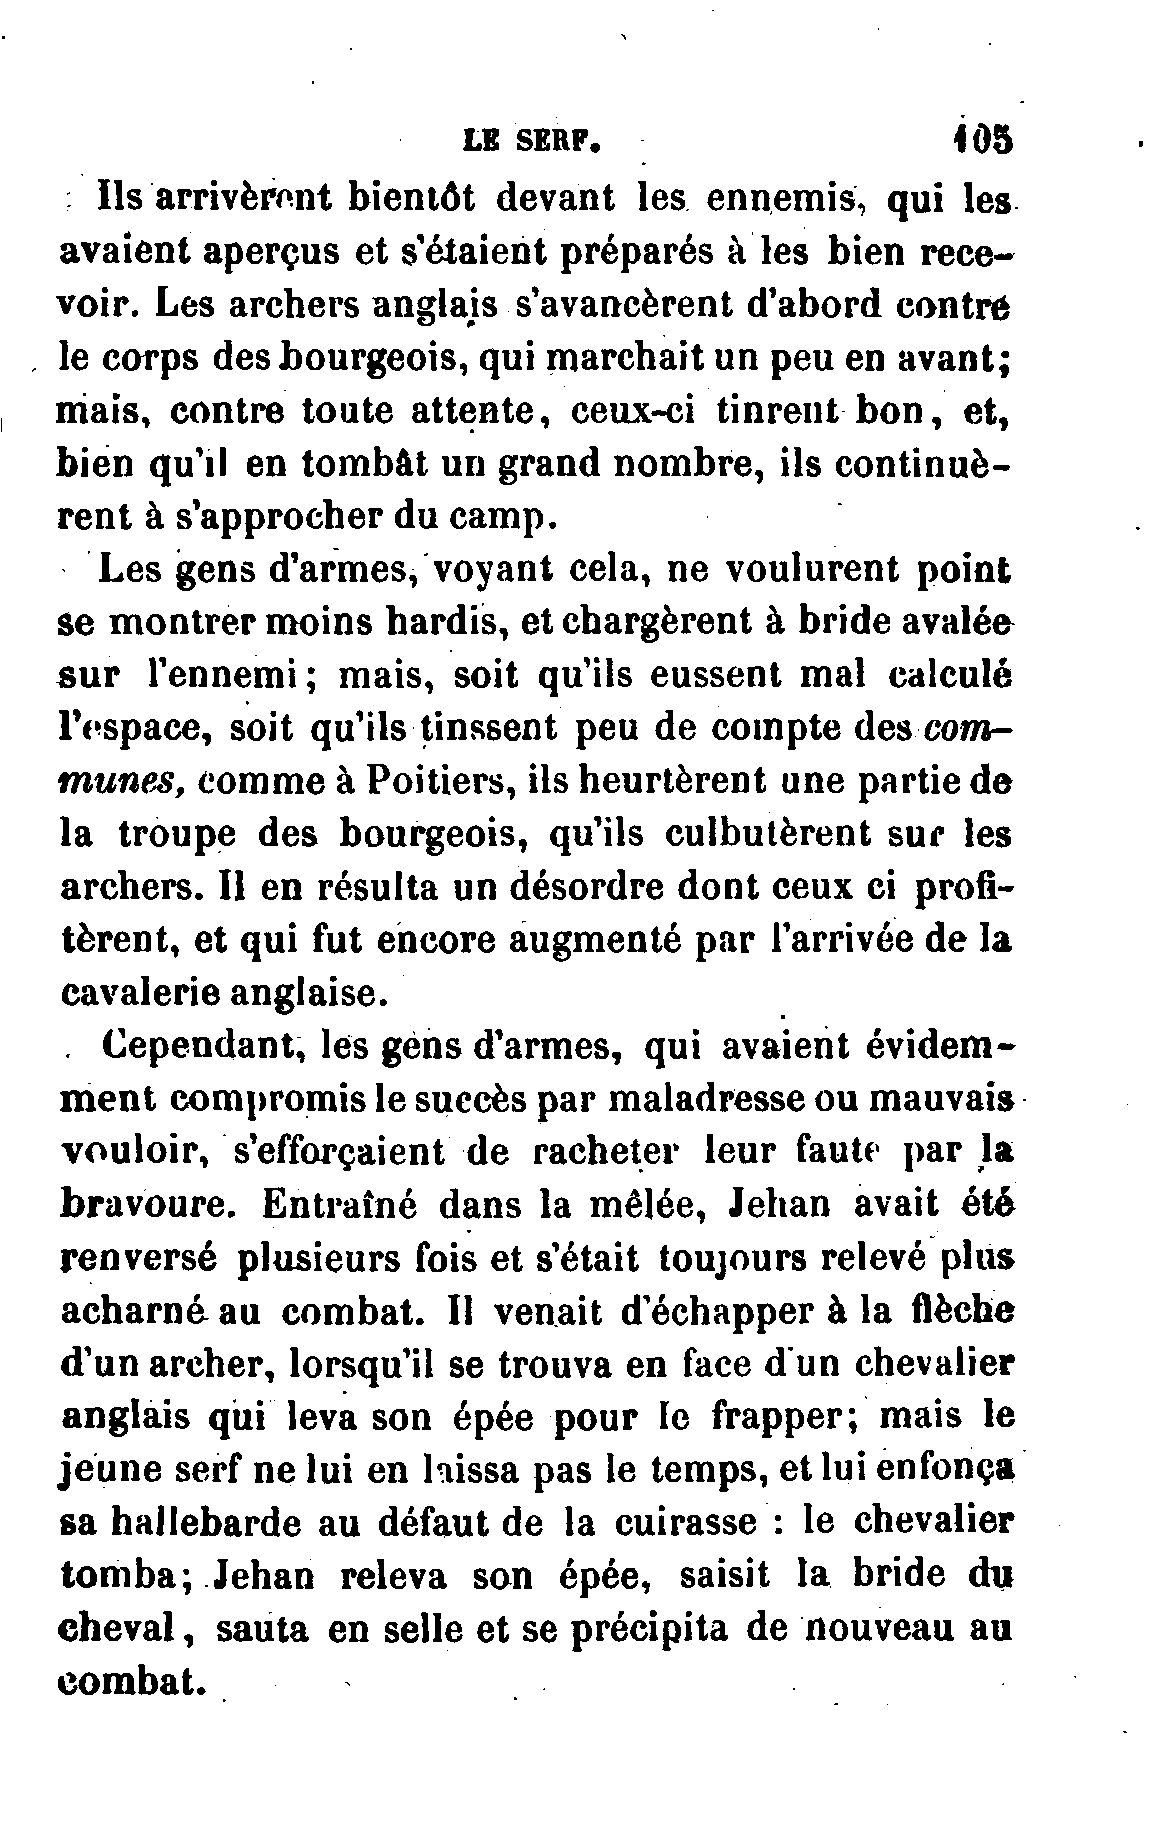 LE SERF. 105
Ils arrivèrent bientôt devant les ennemis, qui les
avaient aperçus et s'étaient préparés à les bien rece-
voir. Les archers anglais s'avancèrent d'abord contre
le corps des bourgeois, qui marchait un peu en avant;
mais, contre toute attente, ceux-ci tinrent bon, et,
bien qu'il en tombât un grand nombre, ils continuè-
rent à s'approcher du camp.
Les gens d'armes, voyant cela, ne voulurent point
se montrer moins hardis, et chargèrent à bride avalée
sur l'ennemi; mais, soit qu'ils eussent mal calculé
l'espace, soit qu'ils tinssent peu de compte des com-
munes, comme à Poitiers, ils heurtèrent une partie de
la troupe des bourgeois, qu'ils culbutèrent sur les
archers. Il en résulta un désordre dont ceux ci profi-
tèrent, et qui fut encore augmenté par l'arrivée de la
cavalerie anglaise.
Cependant, les gens d'armes, qui avaient évidem-
ment compromis le succès par maladresse ou mauvais
vouloir, s'efforçaient de racheter leur faute par la
bravoure. Entraîné dans la mêlée, Jehan avait été
renversé plusieurs fois et s'était toujours relevé plus
acharné au combat. Il venait d'échapper à la flèche
d'un archer, lorsqu'il se trouva en face d'un chevalier
anglais qui leva son épée pour le frapper; mais le
jeune serf ne lui en laissa pas le temps, et lui enfonça
sa hallebarde au défaut de la cuirasse : le chevalier
tomba; Jehan releva son épée, saisit la bride du
cheval, sauta en selle et se précipita de nouveau au
combat.